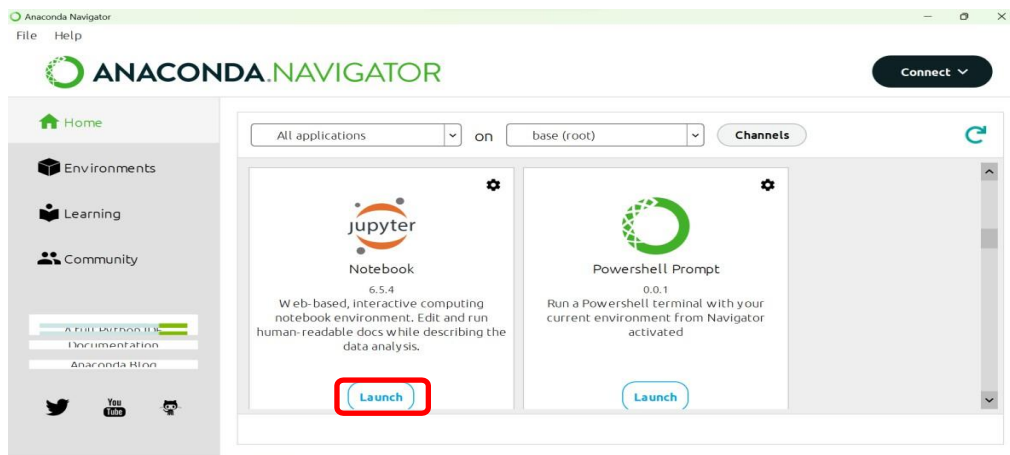 Anaconda Navigator
File Help
ANACONDA.NAVIGATOR
Connect
Home
Environments
Learning
Community
Documentation
Anaconda Blog
You
Tube
All applications
on
base (root)
Channels
jupyter
Notebook
6.5.4
Web-based, interactive computing
notebook environment. Edit and run
human-readable docs while describing the
data analysis.
Launch
Powershell Prompt
0.0.1
Run a Powershell terminal with your
current environment from Navigator
activated
Launch